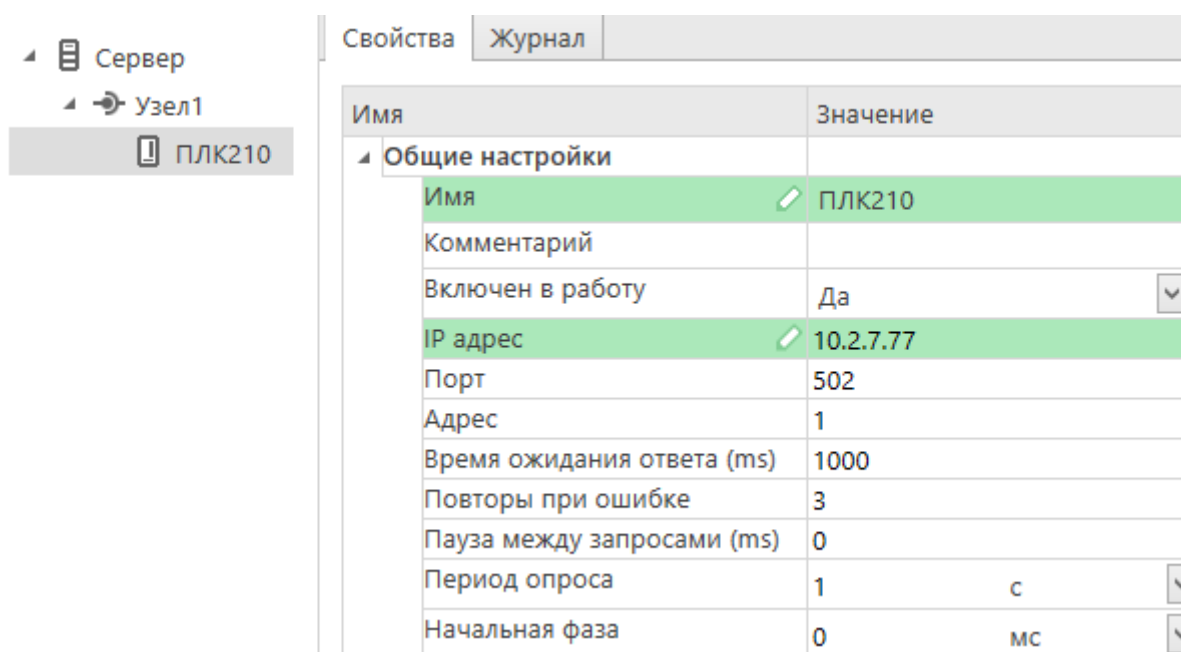 Сервер
Узел1
ПЛК210
Свойства Журнал
Имя Значение
Общие настройки
Имя ПЛК210
Комментарий
Включен в работу Да
IP адрес 10.2.7.77
Порт 502
Адрес 1
Время ожидания ответа (ms) 1000
Повторы при ошибке 3
Пауза между запросами (ms) 0
Период опроса 1 с
Начальная фаза 0 мс